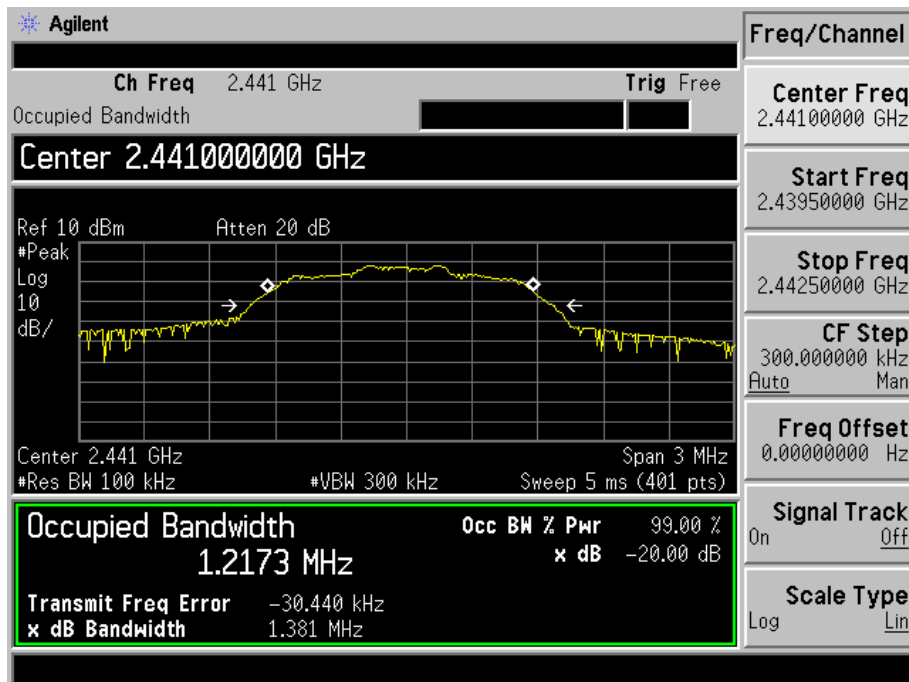 Agilent
Freq/Channel
Ch Freq 2.441 GHz Trig Free
Occupied Bandwidth
Center 2.441000000 GHz
Ref 10 dBm Atten 20 dB
#Peak
Log
10
dB/
Center 2.441 GHz Span 3 MHz
#Res BW 100 kHz #VBW 300 kHz Sweep 5 ms (401 pts)
Occupied Bandwidth
1.2173 MHz
Occ BW % Pwr 99.00 %
x dB -20.00 dB
Transmit Freq Error -30.440 kHz
x dB Bandwidth 1.381 MHz
Center Freq
2.44100000 GHz
Start Freq
2.43950000 GHz
Stop Freq
2.44250000 GHz
CF Step
300.000000 kHz
Auto Man
Freq Offset
0.00000000 Hz
Signal Track
On Off
Scale Type
Log Lin